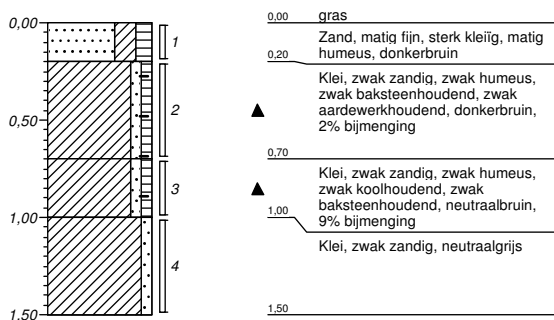 0,00
0,50
1,00
1,50
1
2
3
4
0,00
gras
Zand, matig fijn, sterk kleiïg, matig
humeus, donkerbruin
0,20
Klei, zwak zandig, zwak humeus,
zwak baksteenhoudend, zwak
aardewerkhoudend, donkerbruin,
2% bijmenging
0,70
Klei, zwak zandig, zwak humeus,
zwak koolhoudend, zwak
baksteenhoudend, neutraalbruin,
9% bijmenging
1,00
Klei, zwak zandig, neutraalgrijs
1,50